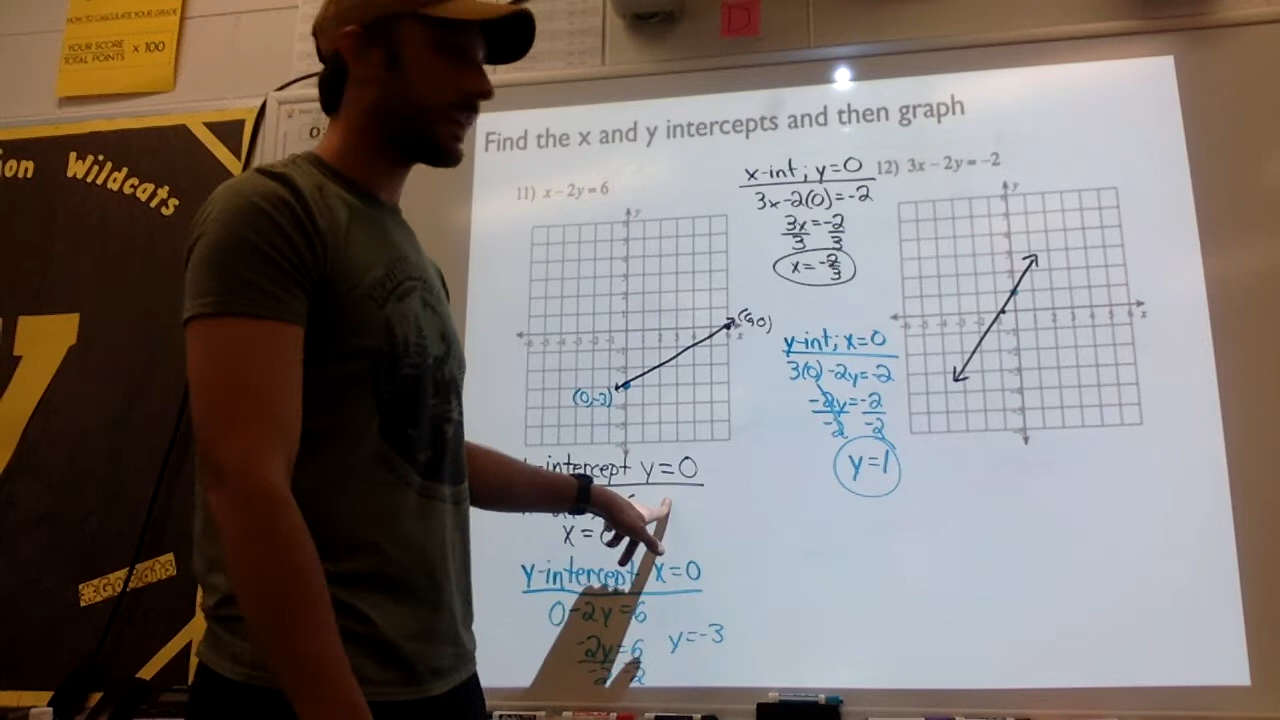 HOW TO CALCULATE YOUR GRADE
YOUR SCORE
TOTAL POINTS
× 100
D
Wildcats
#GoCats
Find the x and y intercepts and then graph
11) x - 2y = 6
y
x
(6,0)
(0,-3)
-intercept y=0
x =
y-intercept x=0
0-2y=6
-2y=6
-2 -2
y=-3
x-int; y=0
3x-2(0)=-2
3x=-2
3 3
x=-2/3
y-int; x=0
3(0)-2y=-2
-2y=-2
-2 -2
y=1
12) 3x - 2y = -2
y
x